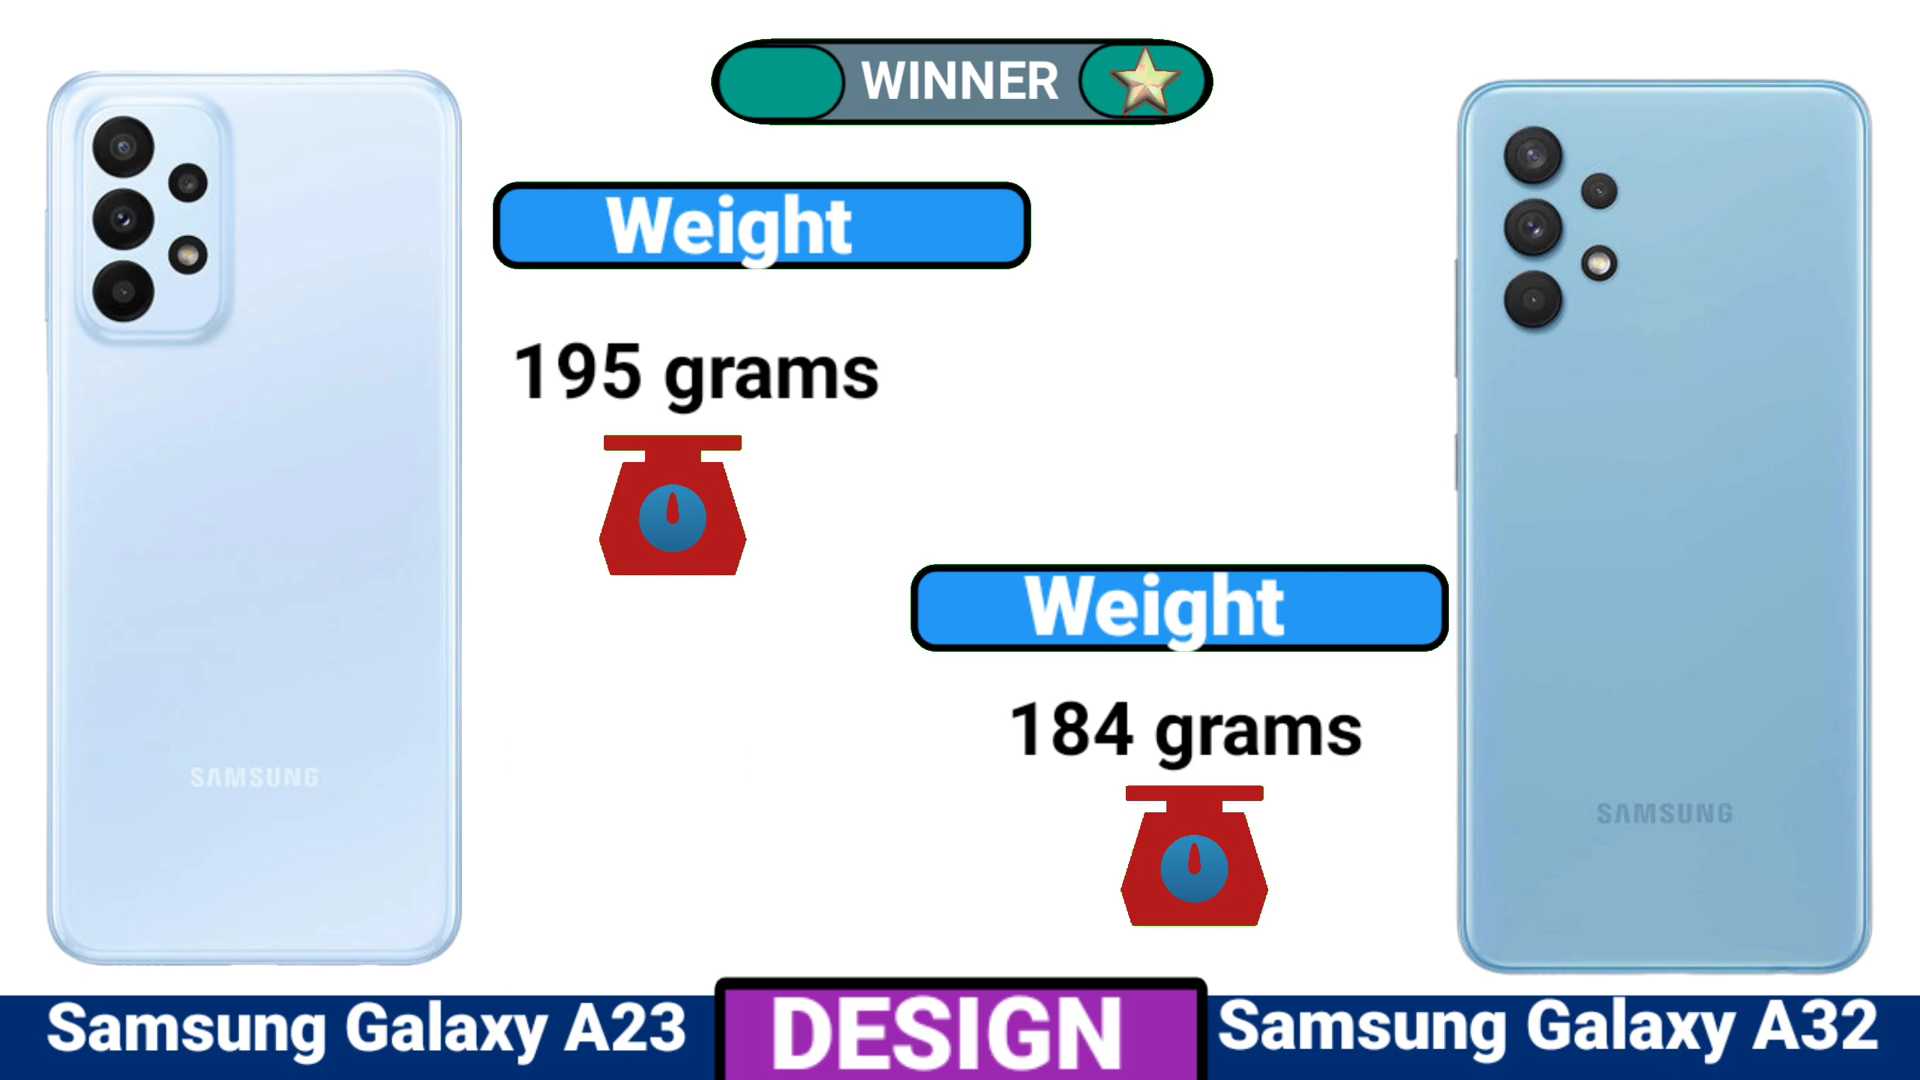 WINNER
Weight
195 grams
Weight
184 grams
SAMSUNG
SAMSUNG
Samsung Galaxy A23
DESIGN
Samsung Galaxy A32